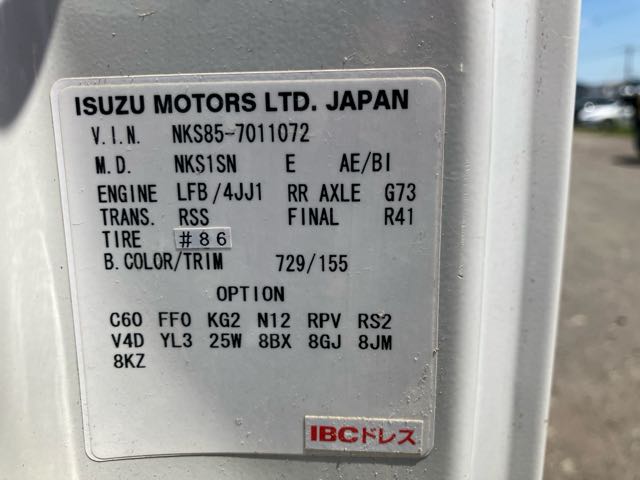 ISUZU MOTORS LTD. JAPAN
V.I.N. NKS85-7011072
M.D. NKS1SN E AE/BI
ENGINE LFB/4JJ1 RR AXLE G73
TRANS. RSS FINAL R41
TIRE #86
B.COLOR/TRIM 729/155
OPTION
C60 FF0 KG2 N12 RPV RS2
V4D YL3 25W 8BX 8GJ 8JM
8KZ
IBCドレス